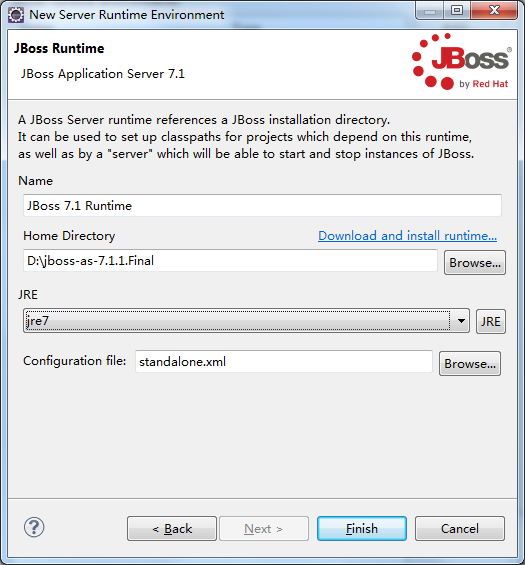 New Server Runtime Environment
JBoss Runtime
JBoss Application Server 7.1
JBoss®
by Red Hat
A JBoss Server runtime references a JBoss installation directory.
It can be used to set up classpaths for projects which depend on this runtime,
as well as by a "server" which will be able to start and stop instances of JBoss.
Name
JBoss 7.1 Runtime
Home Directory
Download and install runtime...
D:\jboss-as-7.1.1.Final
Browse...
JRE
jre7
JRE
Configuration file:
standalone.xml
Browse...
?
< Back
Next >
Finish
Cancel